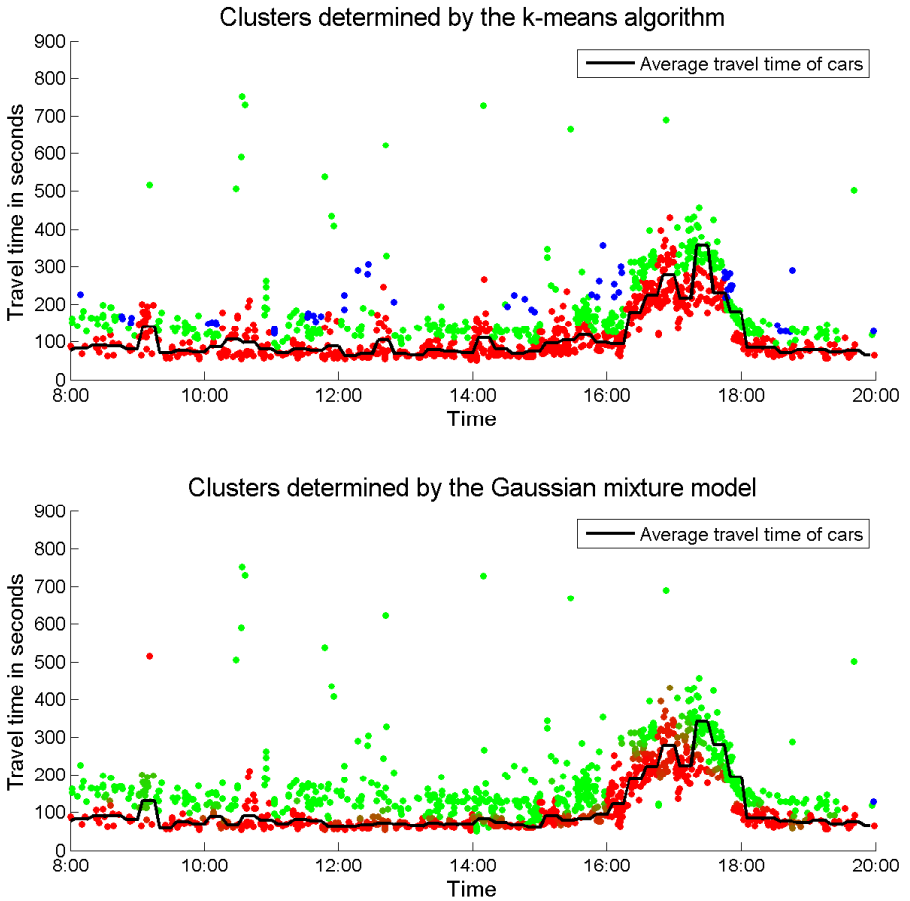 Clusters determined by the k-means algorithm
900
800
700
600
500
400
300
200
100
0
Travel time in seconds
Average travel time of cars
8:00 10:00 12:00 14:00 16:00 18:00 20:00
Time
Clusters determined by the Gaussian mixture model
900
800
700
600
500
400
300
200
100
0
Travel time in seconds
Average travel time of cars
8:00 10:00 12:00 14:00 16:00 18:00 20:00
Time